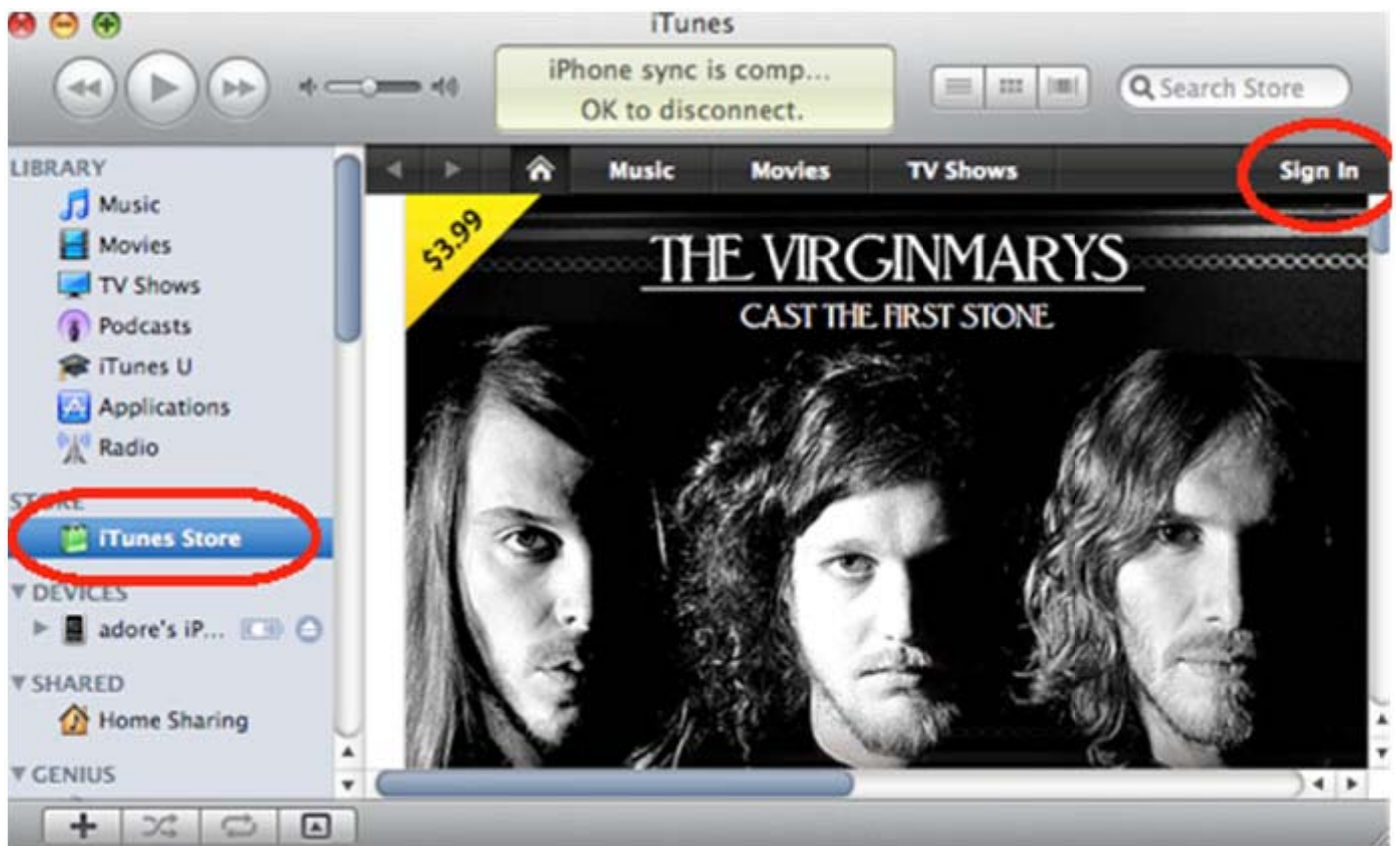 iTunes
iPhone sync is comp...
OK to disconnect.
Search Store
LIBRARY
Music
Movies
TV Shows
Podcasts
iTunes U
Applications
Radio
STORE
iTunes Store
DEVICES
adore's iP...
SHARED
Home Sharing
GENIUS
Music
Movies
TV Shows
Sign In
$3.99
THE VIRGINMARYS
CAST THE FIRST STONE